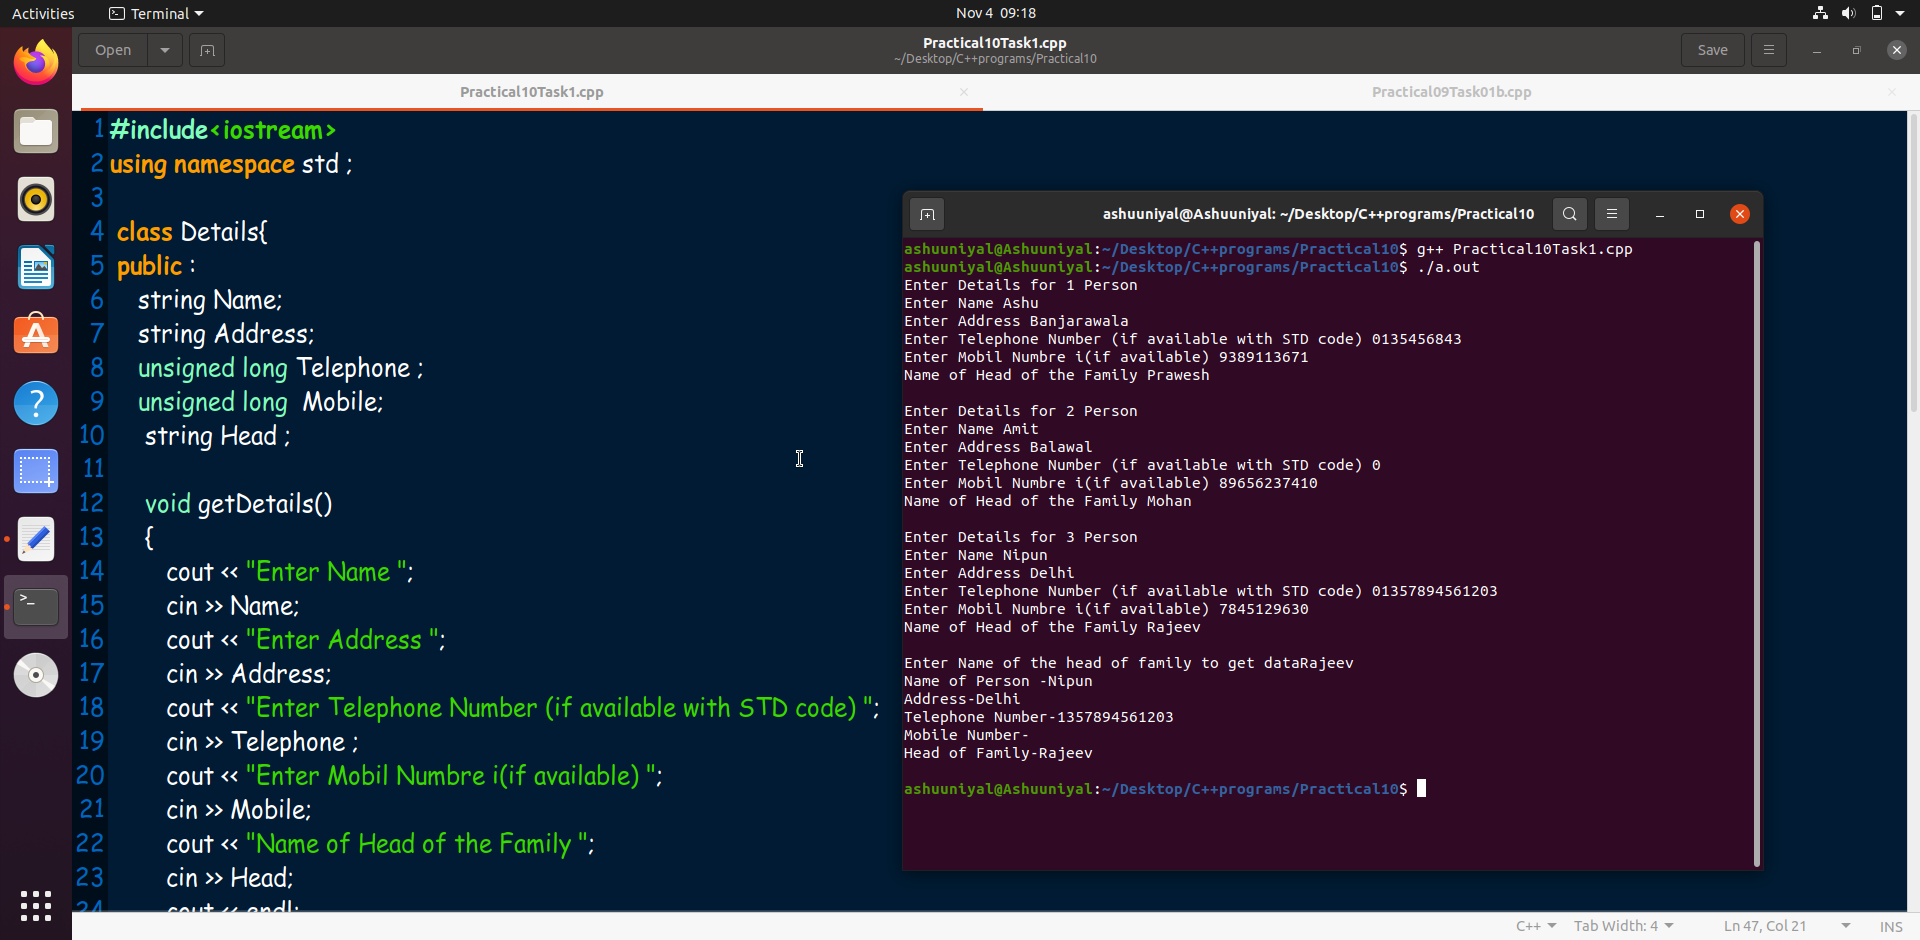 Activities
Terminal
Nov 4 09:18
Open
Practical10Task1.cpp
~/Desktop/C++programs/Practical10
Save
Practical10Task1.cpp
Practical09Task01b.cpp
1 #include<iostream>
2 using namespace std ;
3
4 class Details{
5 public :
6 string Name;
7 string Address;
8 unsigned long Telephone ;
9 unsigned long Mobile;
10 string Head ;
11
12 void getDetails()
13 {
14 cout << "Enter Name ";
15 cin >> Name;
16 cout << "Enter Address ";
17 cin >> Address;
18 cout << "Enter Telephone Number (if available with STD code) ";
19 cin >> Telephone ;
20 cout << "Enter Mobil Numbre i(if available) ";
21 cin >> Mobile;
22 cout << "Name of Head of the Family ";
23 cin >> Head;
24 cout << endl;
ashuuniyal@Ashuuniyal: ~/Desktop/C++programs/Practical10
ashuuniyal@Ashuuniyal:~/Desktop/C++programs/Practical10$ g++ Practical10Task1.cpp
ashuuniyal@Ashuuniyal:~/Desktop/C++programs/Practical10$ ./a.out
Enter Details for 1 Person
Enter Name Ashu
Enter Address Banjarawala
Enter Telephone Number (if available with STD code) 0135456843
Enter Mobil Numbre i(if available) 9389113671
Name of Head of the Family Prawesh
Enter Details for 2 Person
Enter Name Amit
Enter Address Balawal
Enter Telephone Number (if available with STD code) 0
Enter Mobil Numbre i(if available) 89656237410
Name of Head of the Family Mohan
Enter Details for 3 Person
Enter Name Nipun
Enter Address Delhi
Enter Telephone Number (if available with STD code) 01357894561203
Enter Mobil Numbre i(if available) 7845129630
Name of Head of the Family Rajeev
Enter Name of the head of family to get dataRajeev
Name of Person -Nipun
Address-Delhi
Telephone Number-1357894561203
Mobile Number-
Head of Family-Rajeev
ashuuniyal@Ashuuniyal:~/Desktop/C++programs/Practical10$
C++
Tab Width: 4
Ln 47, Col 21
INS